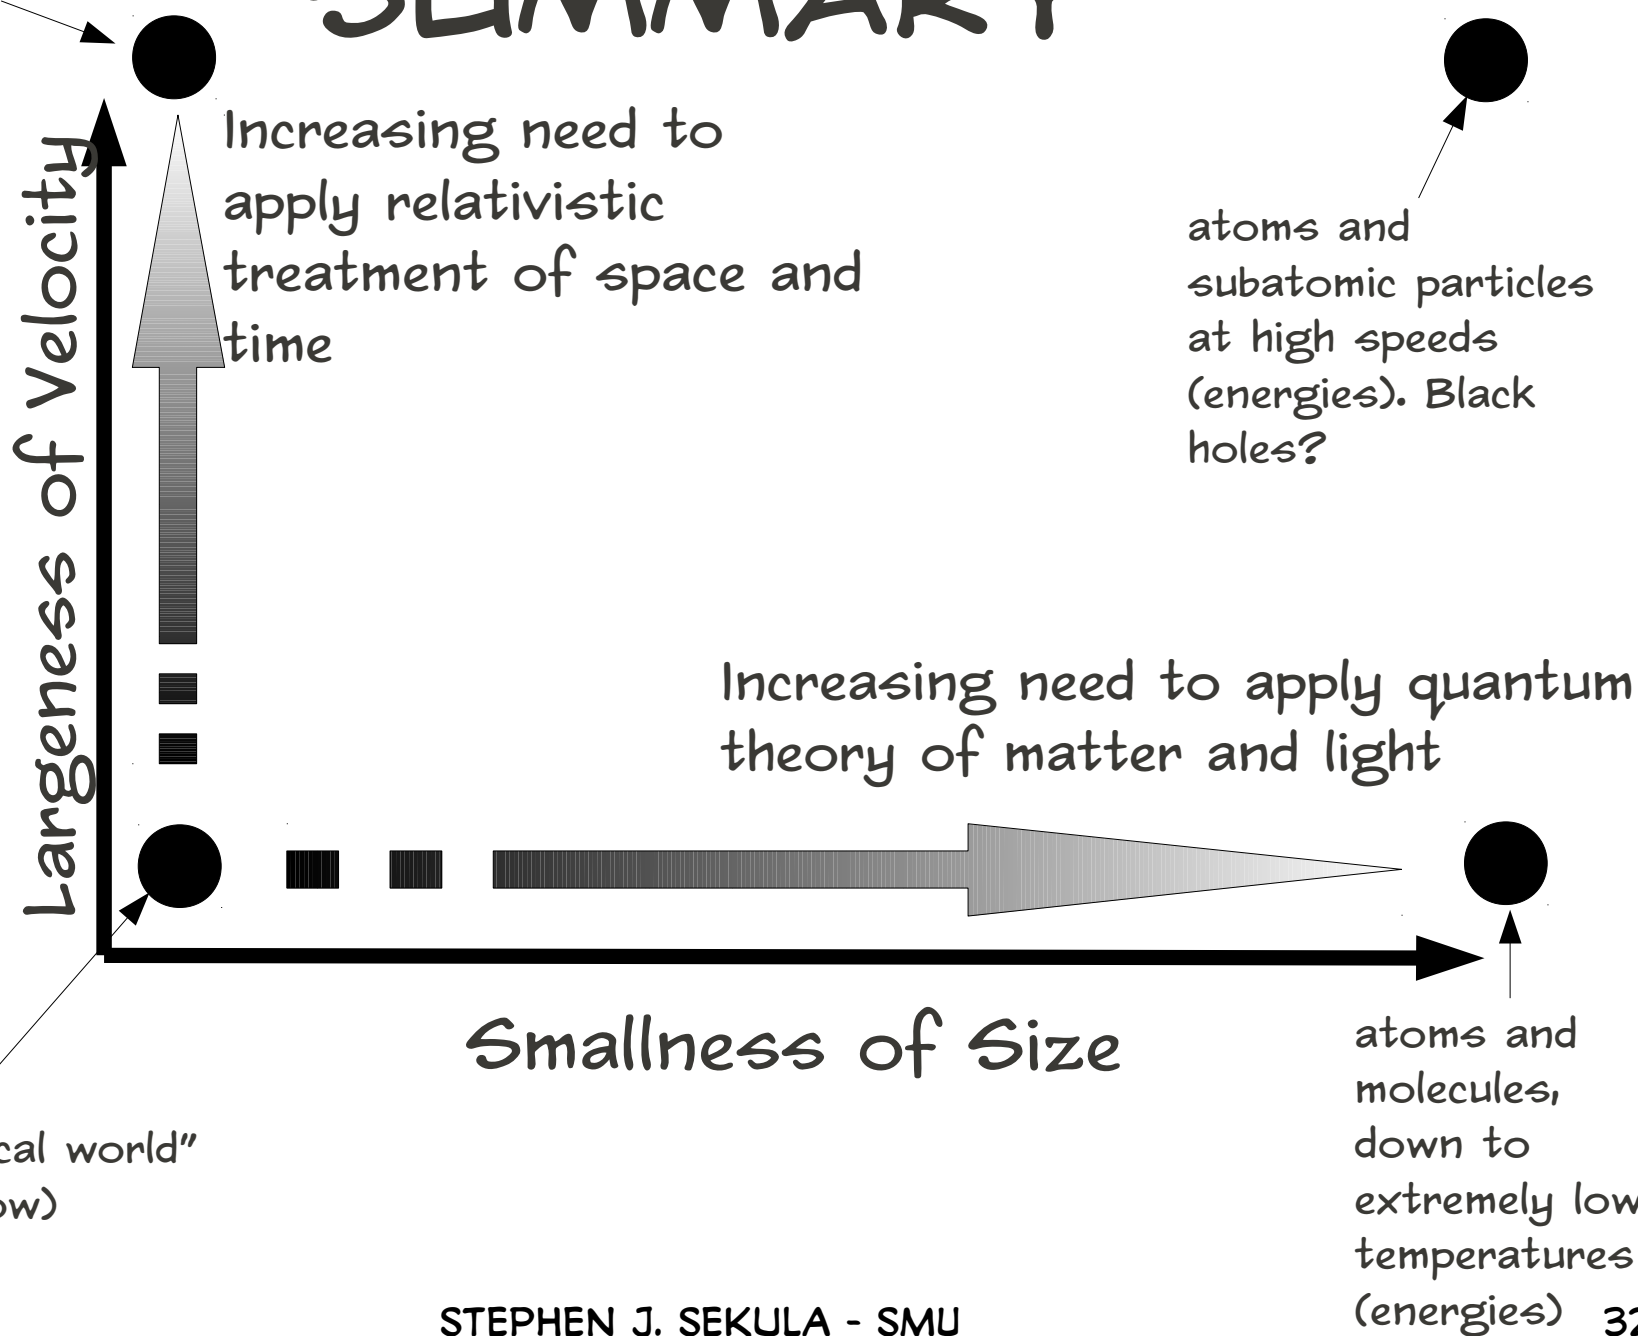 SUMMARY
Increasing need to
apply relativistic
treatment of space and
time
Largeness of Velocity
atoms and
subatomic particles
at high speeds
(energies). Black
holes?
Increasing need to apply quantum
theory of matter and light
Smallness of Size
atoms and
molecules,
down to
extremely low
temperatures
(energies)
world"
STEPHEN J. SEKULA - SMU